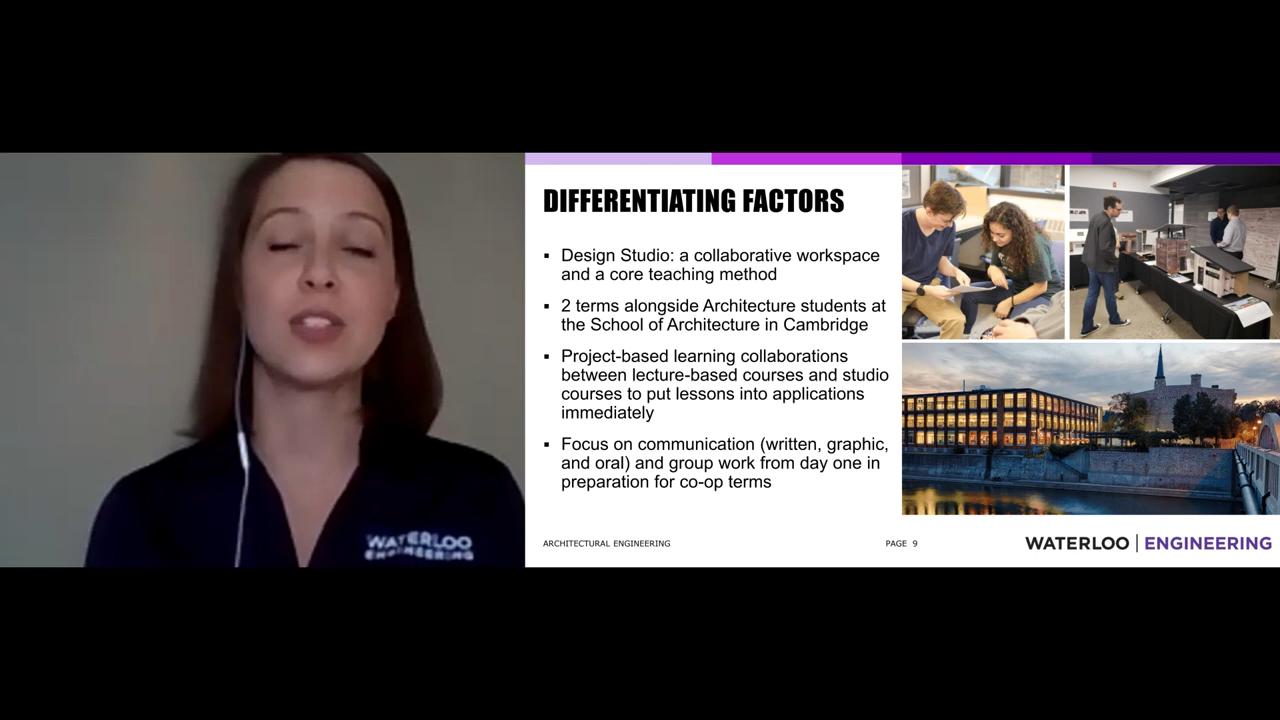 DIFFERENTIATING FACTORS
▪ Design Studio: a collaborative workspace
and a core teaching method
▪ 2 terms alongside Architecture students at
the School of Architecture in Cambridge
▪ Project-based learning collaborations
between lecture-based courses and studio
courses to put lessons into applications
immediately
▪ Focus on communication (written, graphic,
and oral) and group work from day one in
preparation for co-op terms
ARCHITECTURAL ENGINEERING
PAGE 9
WATERLOO | ENGINEERING
WATERLOO
ENGINEERING